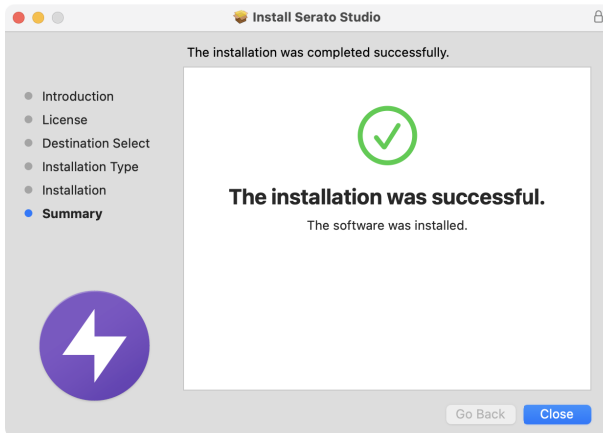 Install Serato Studio
The installation was completed successfully.
Introduction
License
Destination Select
Installation Type
Installation
Summary
The installation was successful.
The software was installed.
Go Back
Close